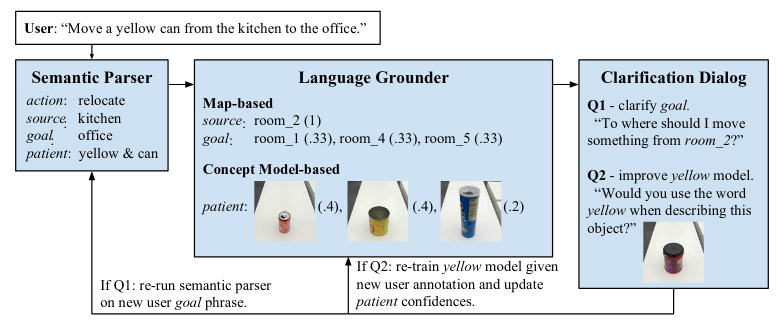 User: “Move a yellow can from the kitchen to the office.”
Semantic Parser
action: relocate
source: kitchen
goal: office
patient: yellow & can
Language Grounder
Map-based
source: room_2 (1)
goal: room_1 (.33), room_4 (.33), room_5 (.33)
Concept Model-based
patient: (.4), (.4), (.2)
Clarification Dialog
Q1 - clarify goal.
“To where should I move
something from room_2?”
Q2 - improve yellow model.
“Would you use the word
yellow when describing this
object?”
If Q1: re-run semantic parser
on new user goal phrase.
If Q2: re-train yellow model given
new user annotation and update
patient confidences.